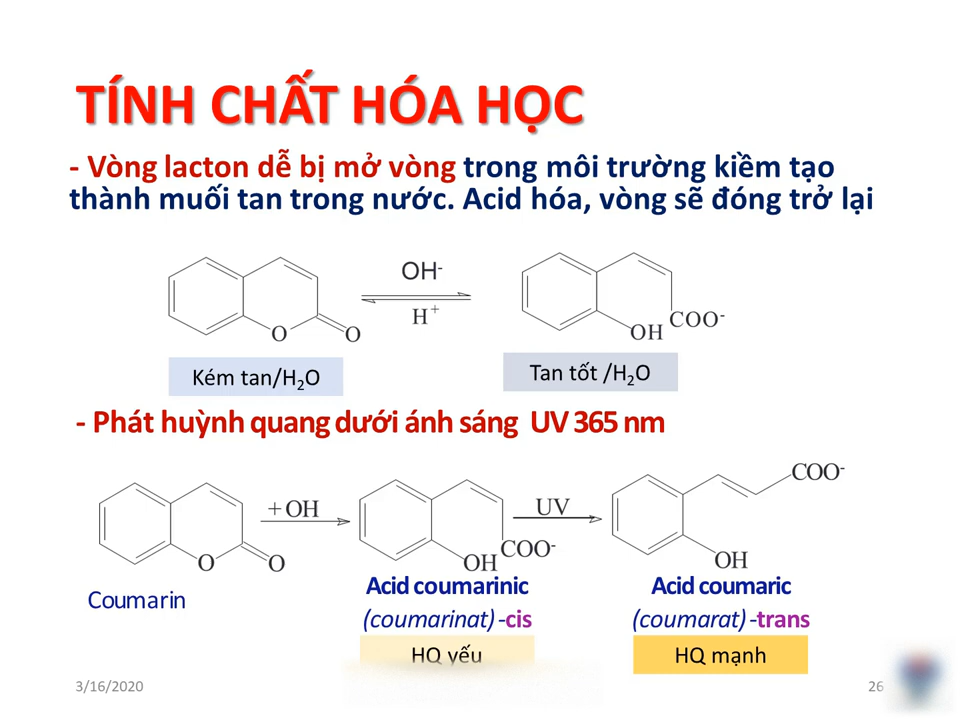 TÍNH CHẤT HÓA HỌC
- Vòng lacton dễ bị mở vòng trong môi trường kiềm tạo
thành muối tan trong nước. Acid hóa, vòng sẽ đóng trở lại
OH-
H+
O
O
OH
COO-
Kém tan/H2O
Tan tốt /H2O
- Phát huỳnh quang dưới ánh sáng UV 365 nm
COO-
+ OH
UV
O
O
OH
COO-
OH
Coumarin
Acid coumarinic
Acid coumaric
(coumarinat) -cis
(coumarat) -trans
HQ yếu
HQ mạnh
3/16/2020
26